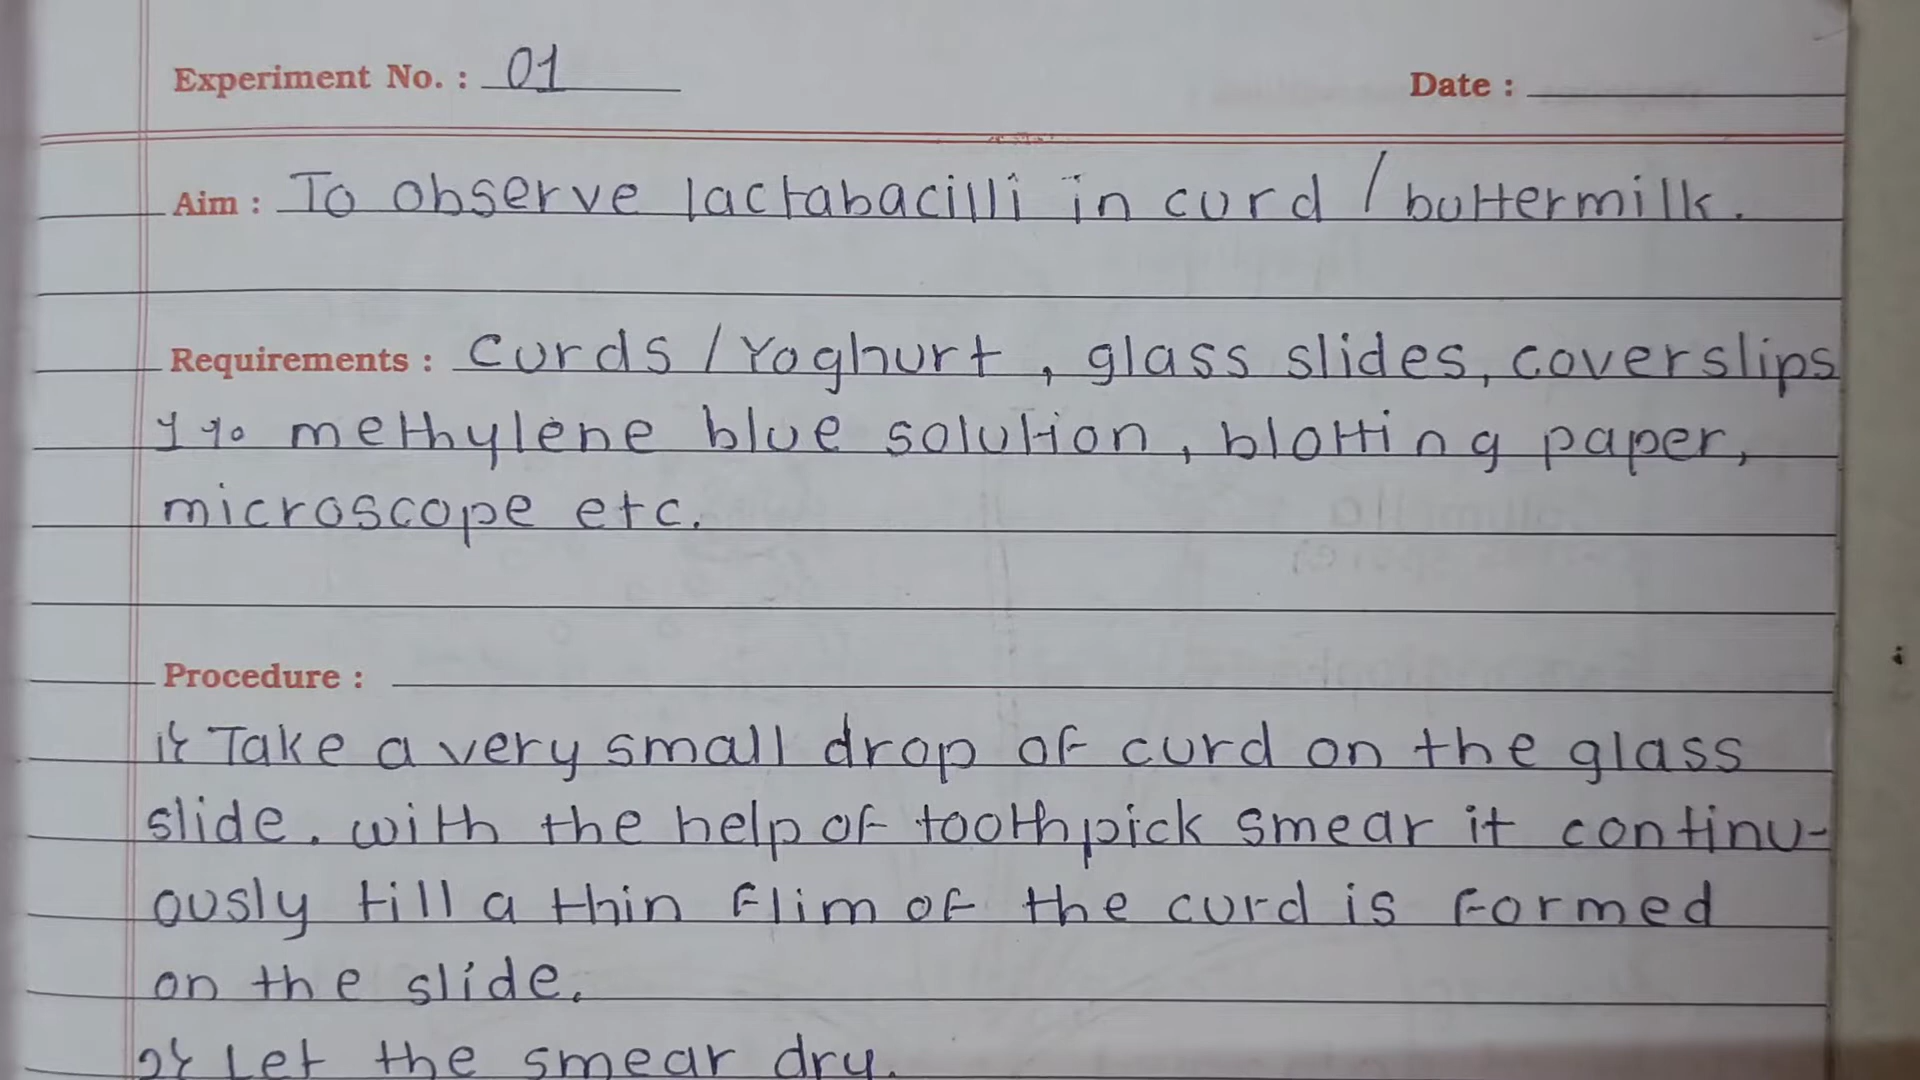 Experiment No. : 01 Date :
Aim : To observe lactabacilli in curd / buttermilk.
Requirements : Curds / Yoghurt , glass slides, coverslips
1% methylene blue solution, blotting paper,
microscope etc.
Procedure :
1} Take a very small drop of curd on the glass
slide. with the help of toothpick smear it continu-
ously till a thin flim of the curd is formed
on the slide.
2} Let the smear dry.